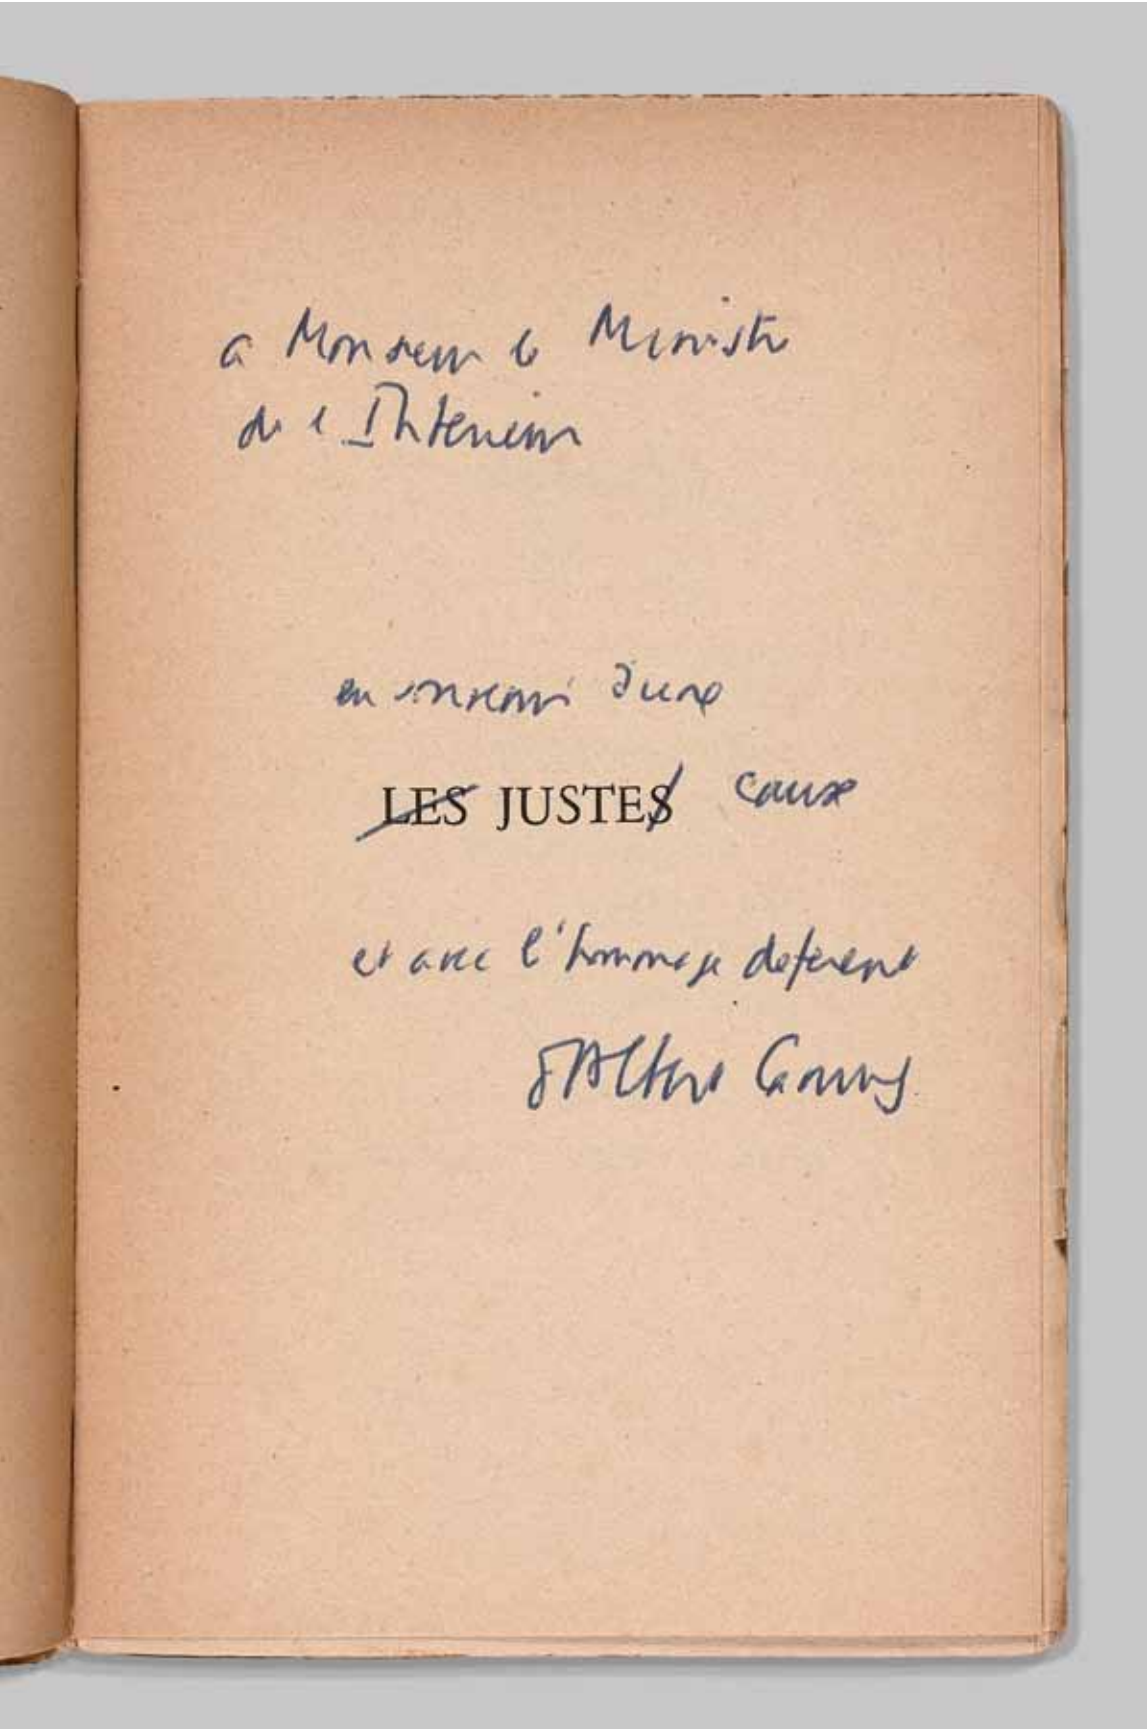 a Monsieur le Ministre
de l'Intérieur
en souvenir d'une
LES JUSTES cause
et avec l'hommage déférent
d'Albert Camus